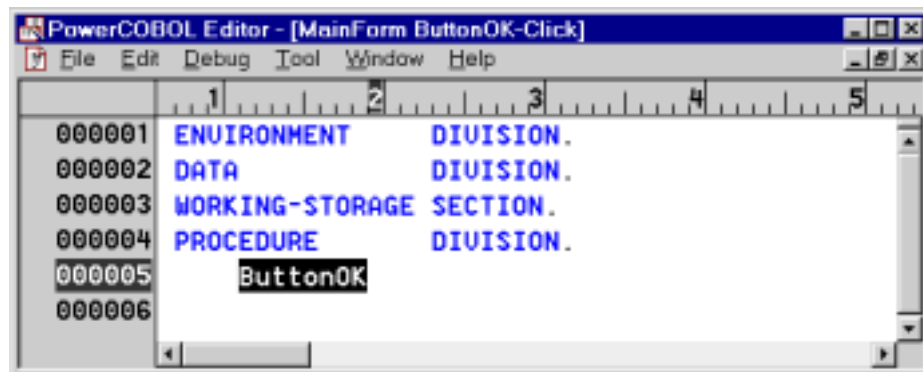 PowerCOBOL Editor - [MainForm ButtonOK-Click]
File Edit Debug Tool Window Help
1 2 3 4 5
000001 ENVIRONMENT DIVISION.
000002 DATA DIVISION.
000003 WORKING-STORAGE SECTION.
000004 PROCEDURE DIVISION.
000005 ButtonOK
000006